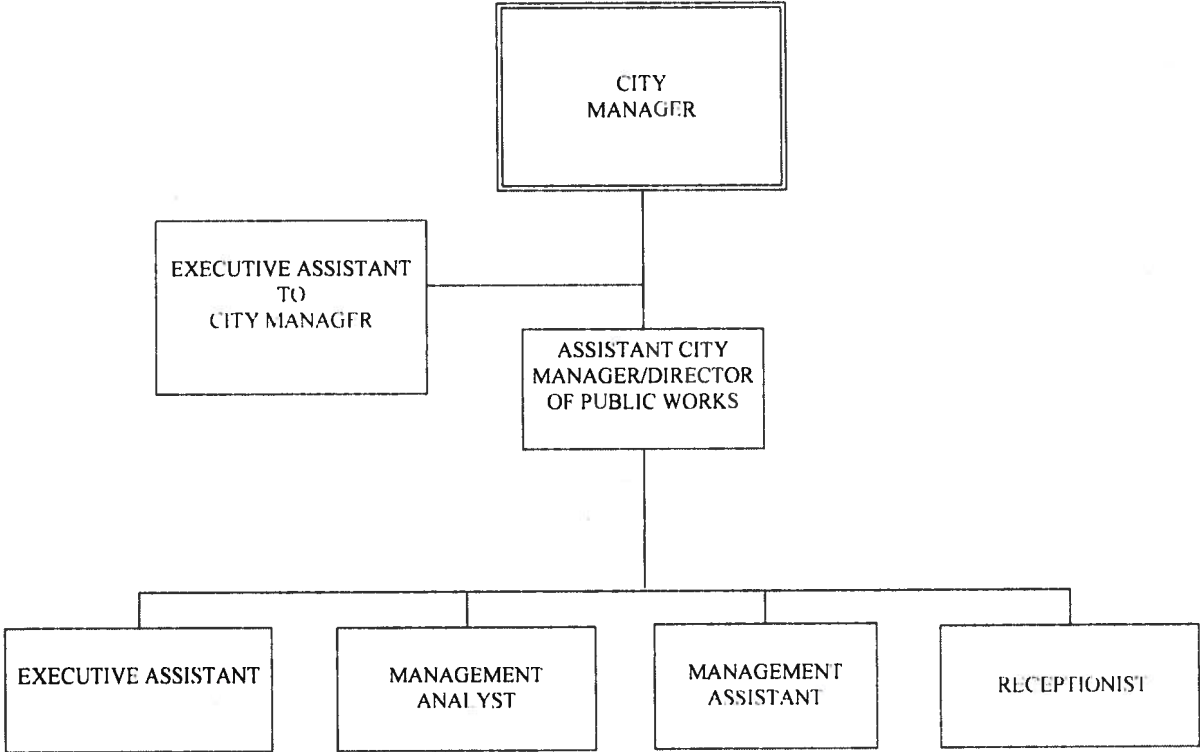 CITY
MANAGER
EXECUTIVE ASSISTANT
TO
CITY MANAGER
ASSISTANT CITY
MANAGER/DIRECTOR
OF PUBLIC WORKS
EXECUTIVE ASSISTANT
MANAGEMENT
ANALYST
MANAGEMENT
ASSISTANT
RECEPTIONIST